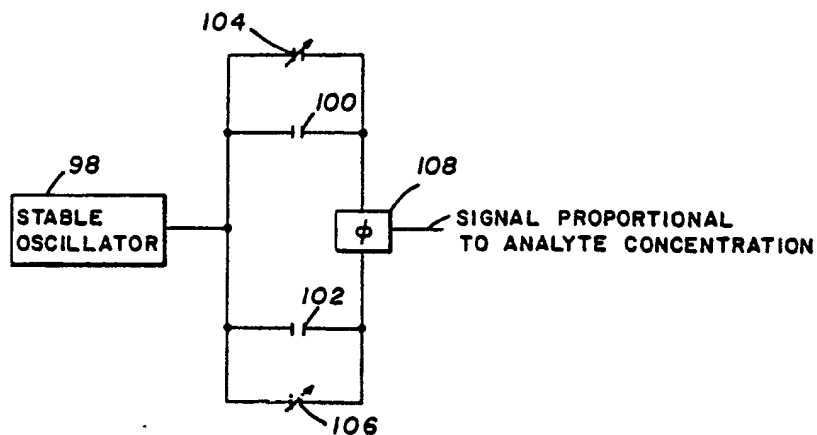 104
100
98
108
STABLE
OSCILLATOR
ϕ
SIGNAL PROPORTIONAL
TO ANALYTE CONCENTRATION
102
106